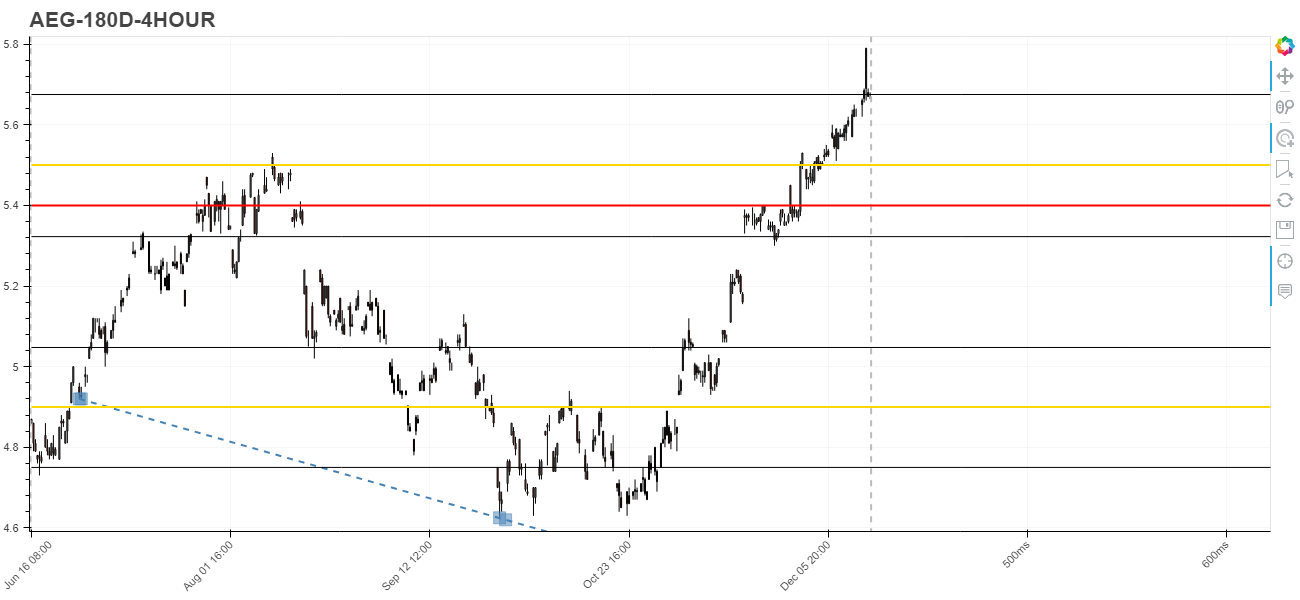 AEG-180D-4HOUR
5.8
5.6
5.4
5.2
5
4.8
4.6
Jun 16 08:00
Aug 01 16:00
Sep 12 12:00
Oct 23 16:00
Dec 05 20:00
500ms
600ms